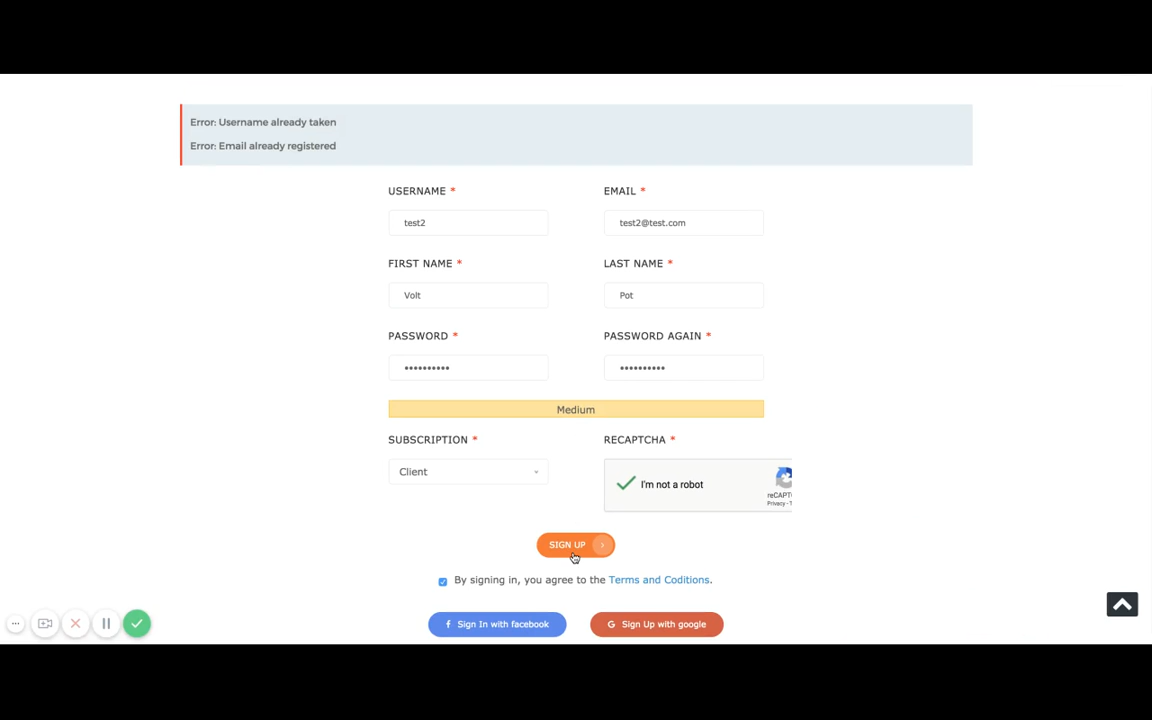 Error: Username already taken
Error: Email already registered
USERNAME * EMAIL *
test2 test2@test.com
FIRST NAME * LAST NAME *
Volt Pot
PASSWORD * PASSWORD AGAIN *
•••••••••• ••••••••••
Medium
SUBSCRIPTION * RECAPTCHA *
Client I'm not a robot
reCAPT
Privacy - T
SIGN UP
By signing in, you agree to the Terms and Coditions.
f Sign In with facebook G Sign Up with google